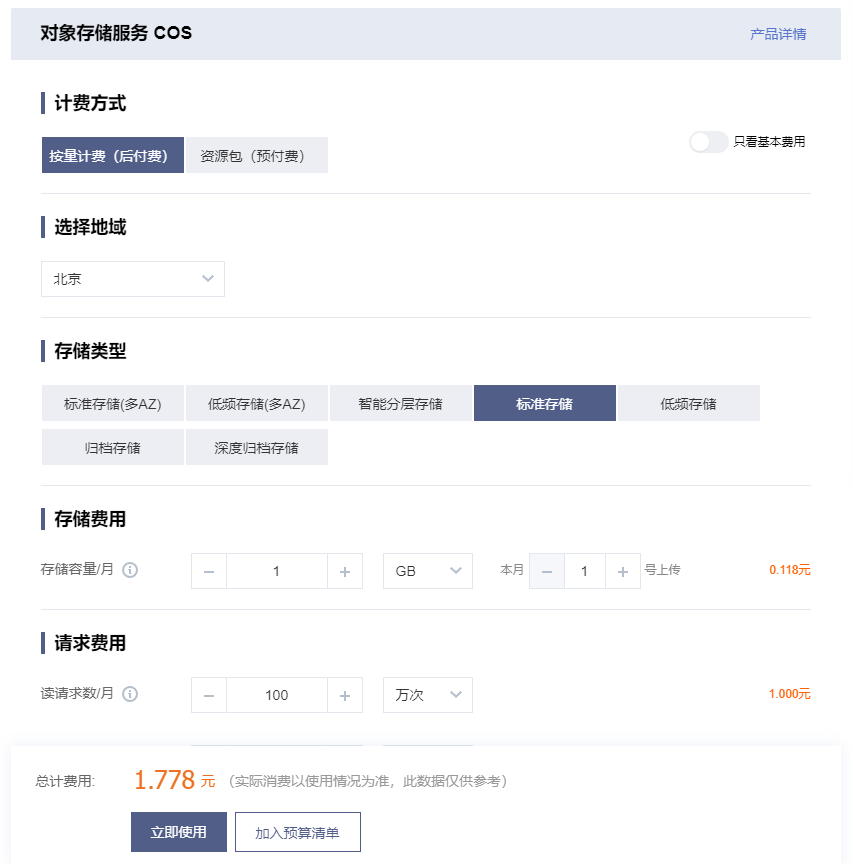 对象存储服务 COS 产品详情
计费方式
按量计费（后付费） 资源包（预付费） 只看基本费用
选择地域
北京
存储类型
标准存储(多AZ) 低频存储(多AZ) 智能分层存储 标准存储 低频存储
归档存储 深度归档存储
存储费用
存储容量/月 1 GB 本月 1 号上传 0.118元
请求费用
读请求数/月 100 万次 1.000元
总计费用: 1.778 元 （实际消费以使用情况为准，此数据仅供参考）
立即使用 加入预算清单